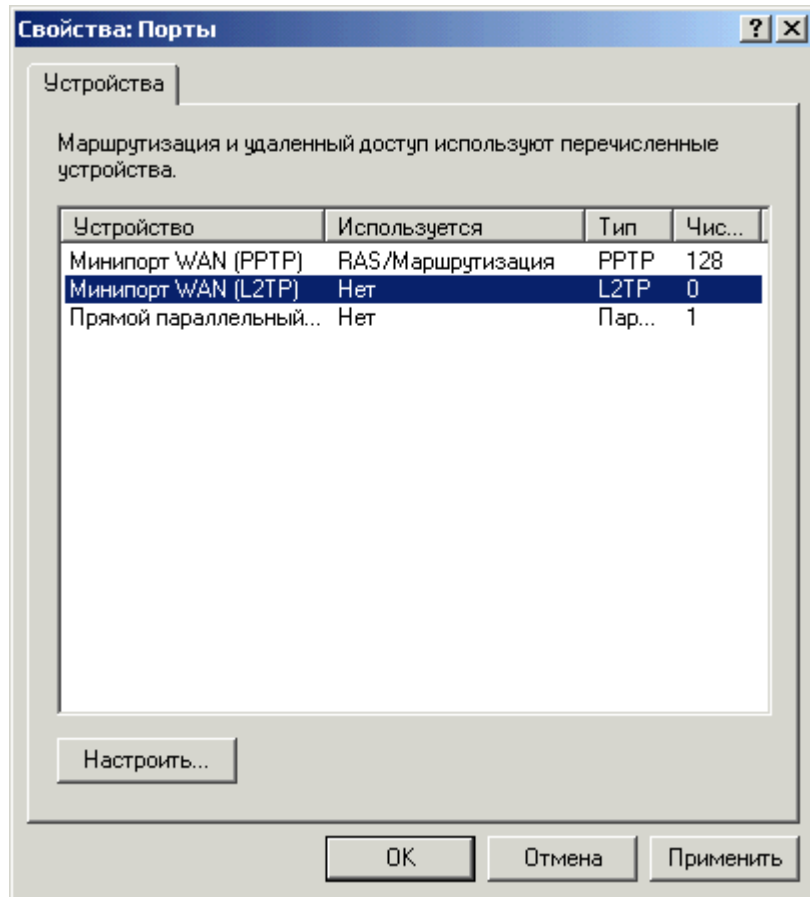 Свойства: Порты
Устройства
Маршрутизация и удаленный доступ используют перечисленные
устройства.
Устройство Используется Тип Чис...
Минипорт WAN (PPTP) RAS/Маршрутизация PPTP 128
Минипорт WAN (L2TP) Нет L2TP 0
Прямой параллельный... Нет Пар... 1
Настроить...
OK Отмена Применить